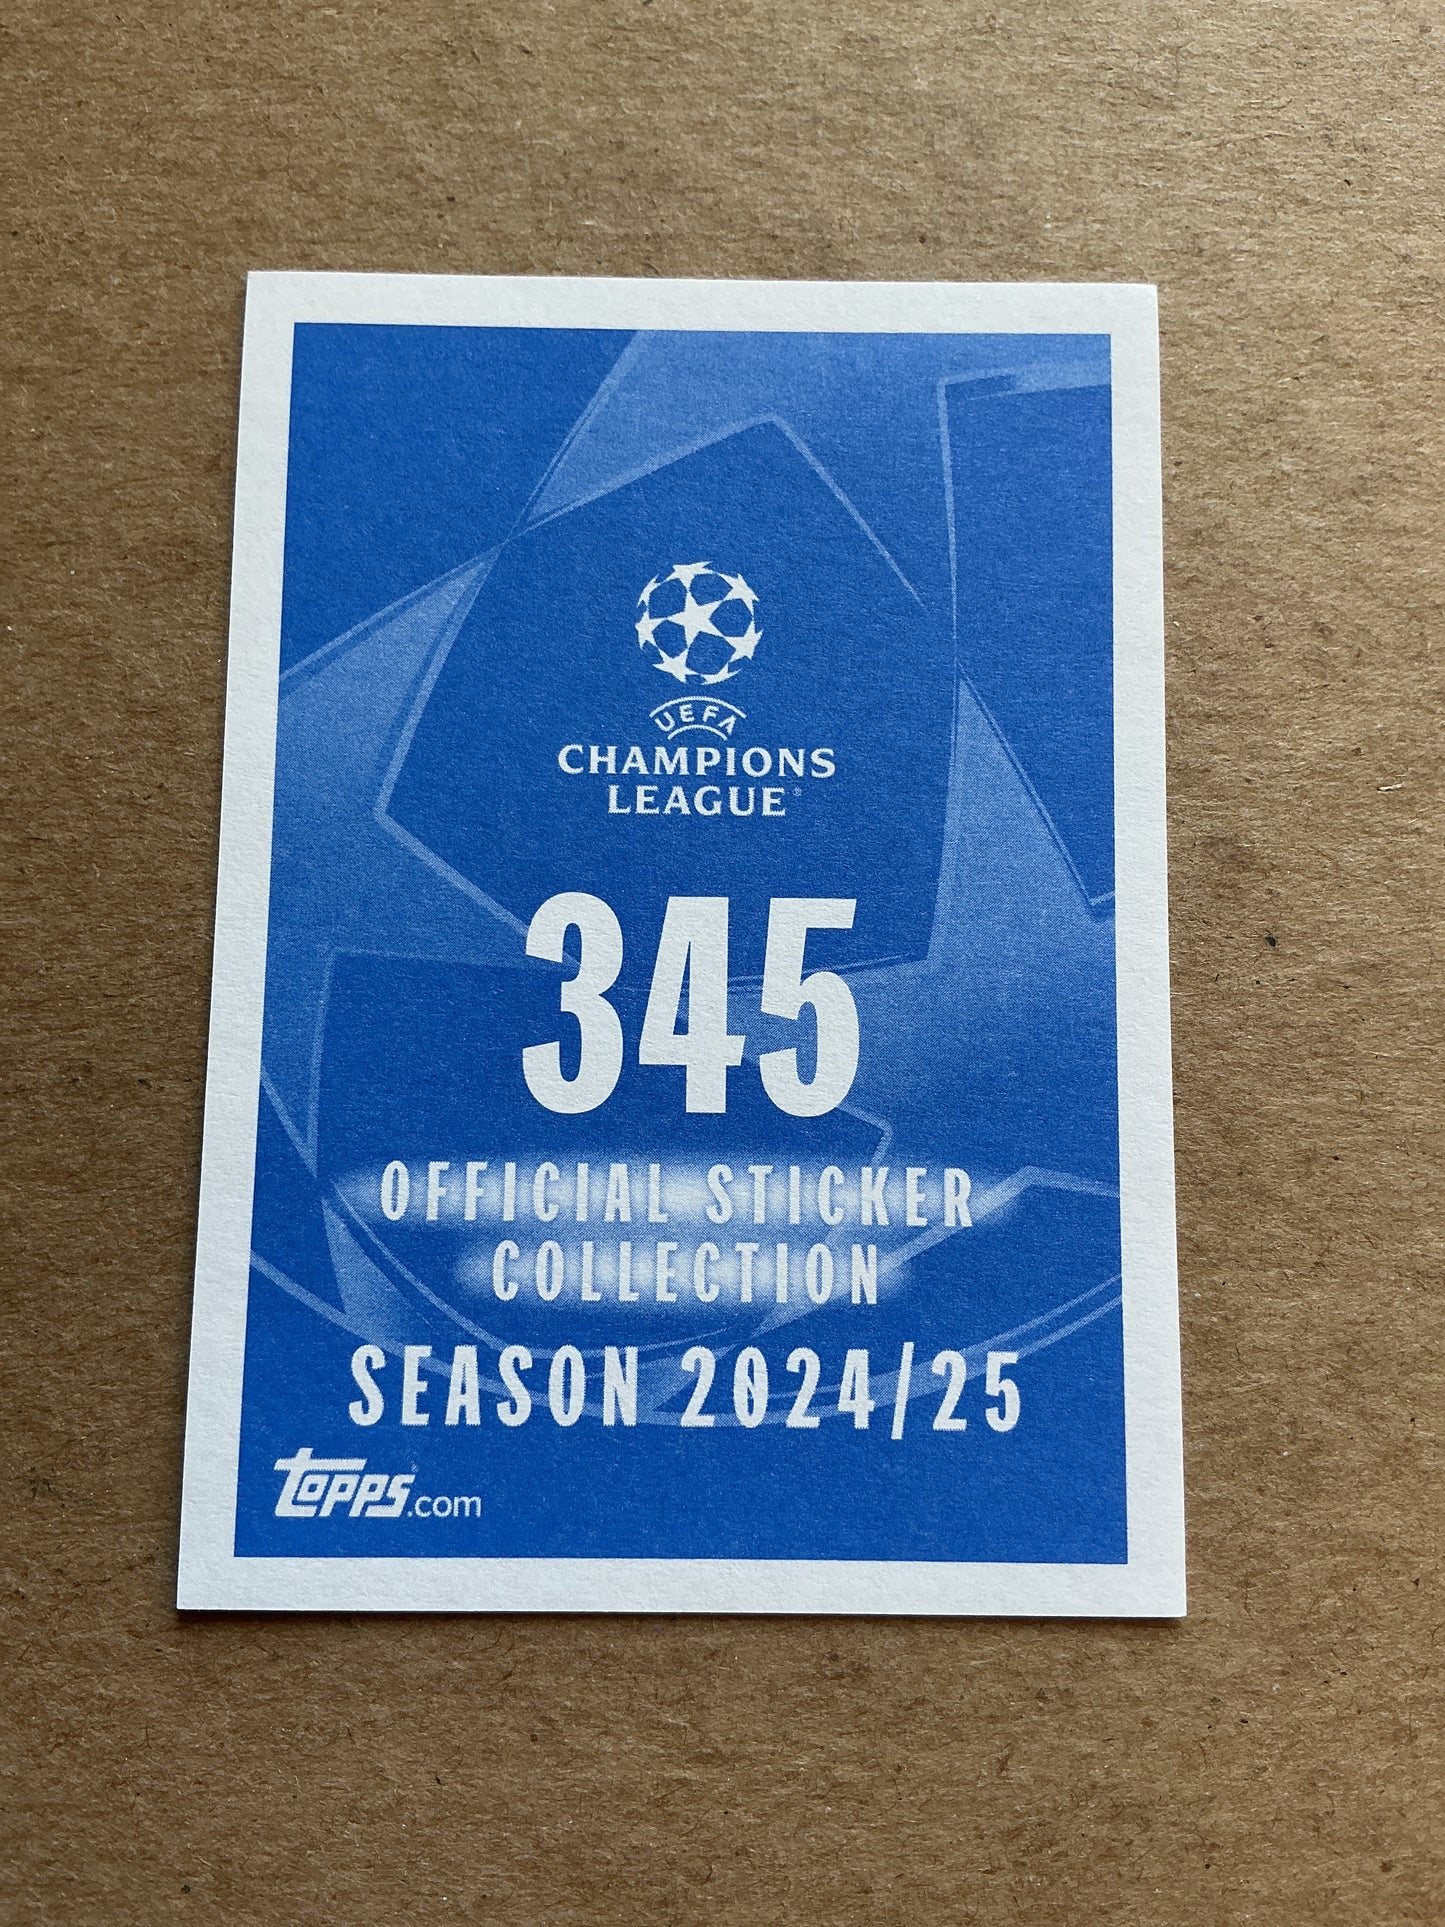 UEFA
CHAMPIONS
LEAGUE®
345
OFFICIAL STICKER
COLLECTION
SEASON 2024/25
topps®.com